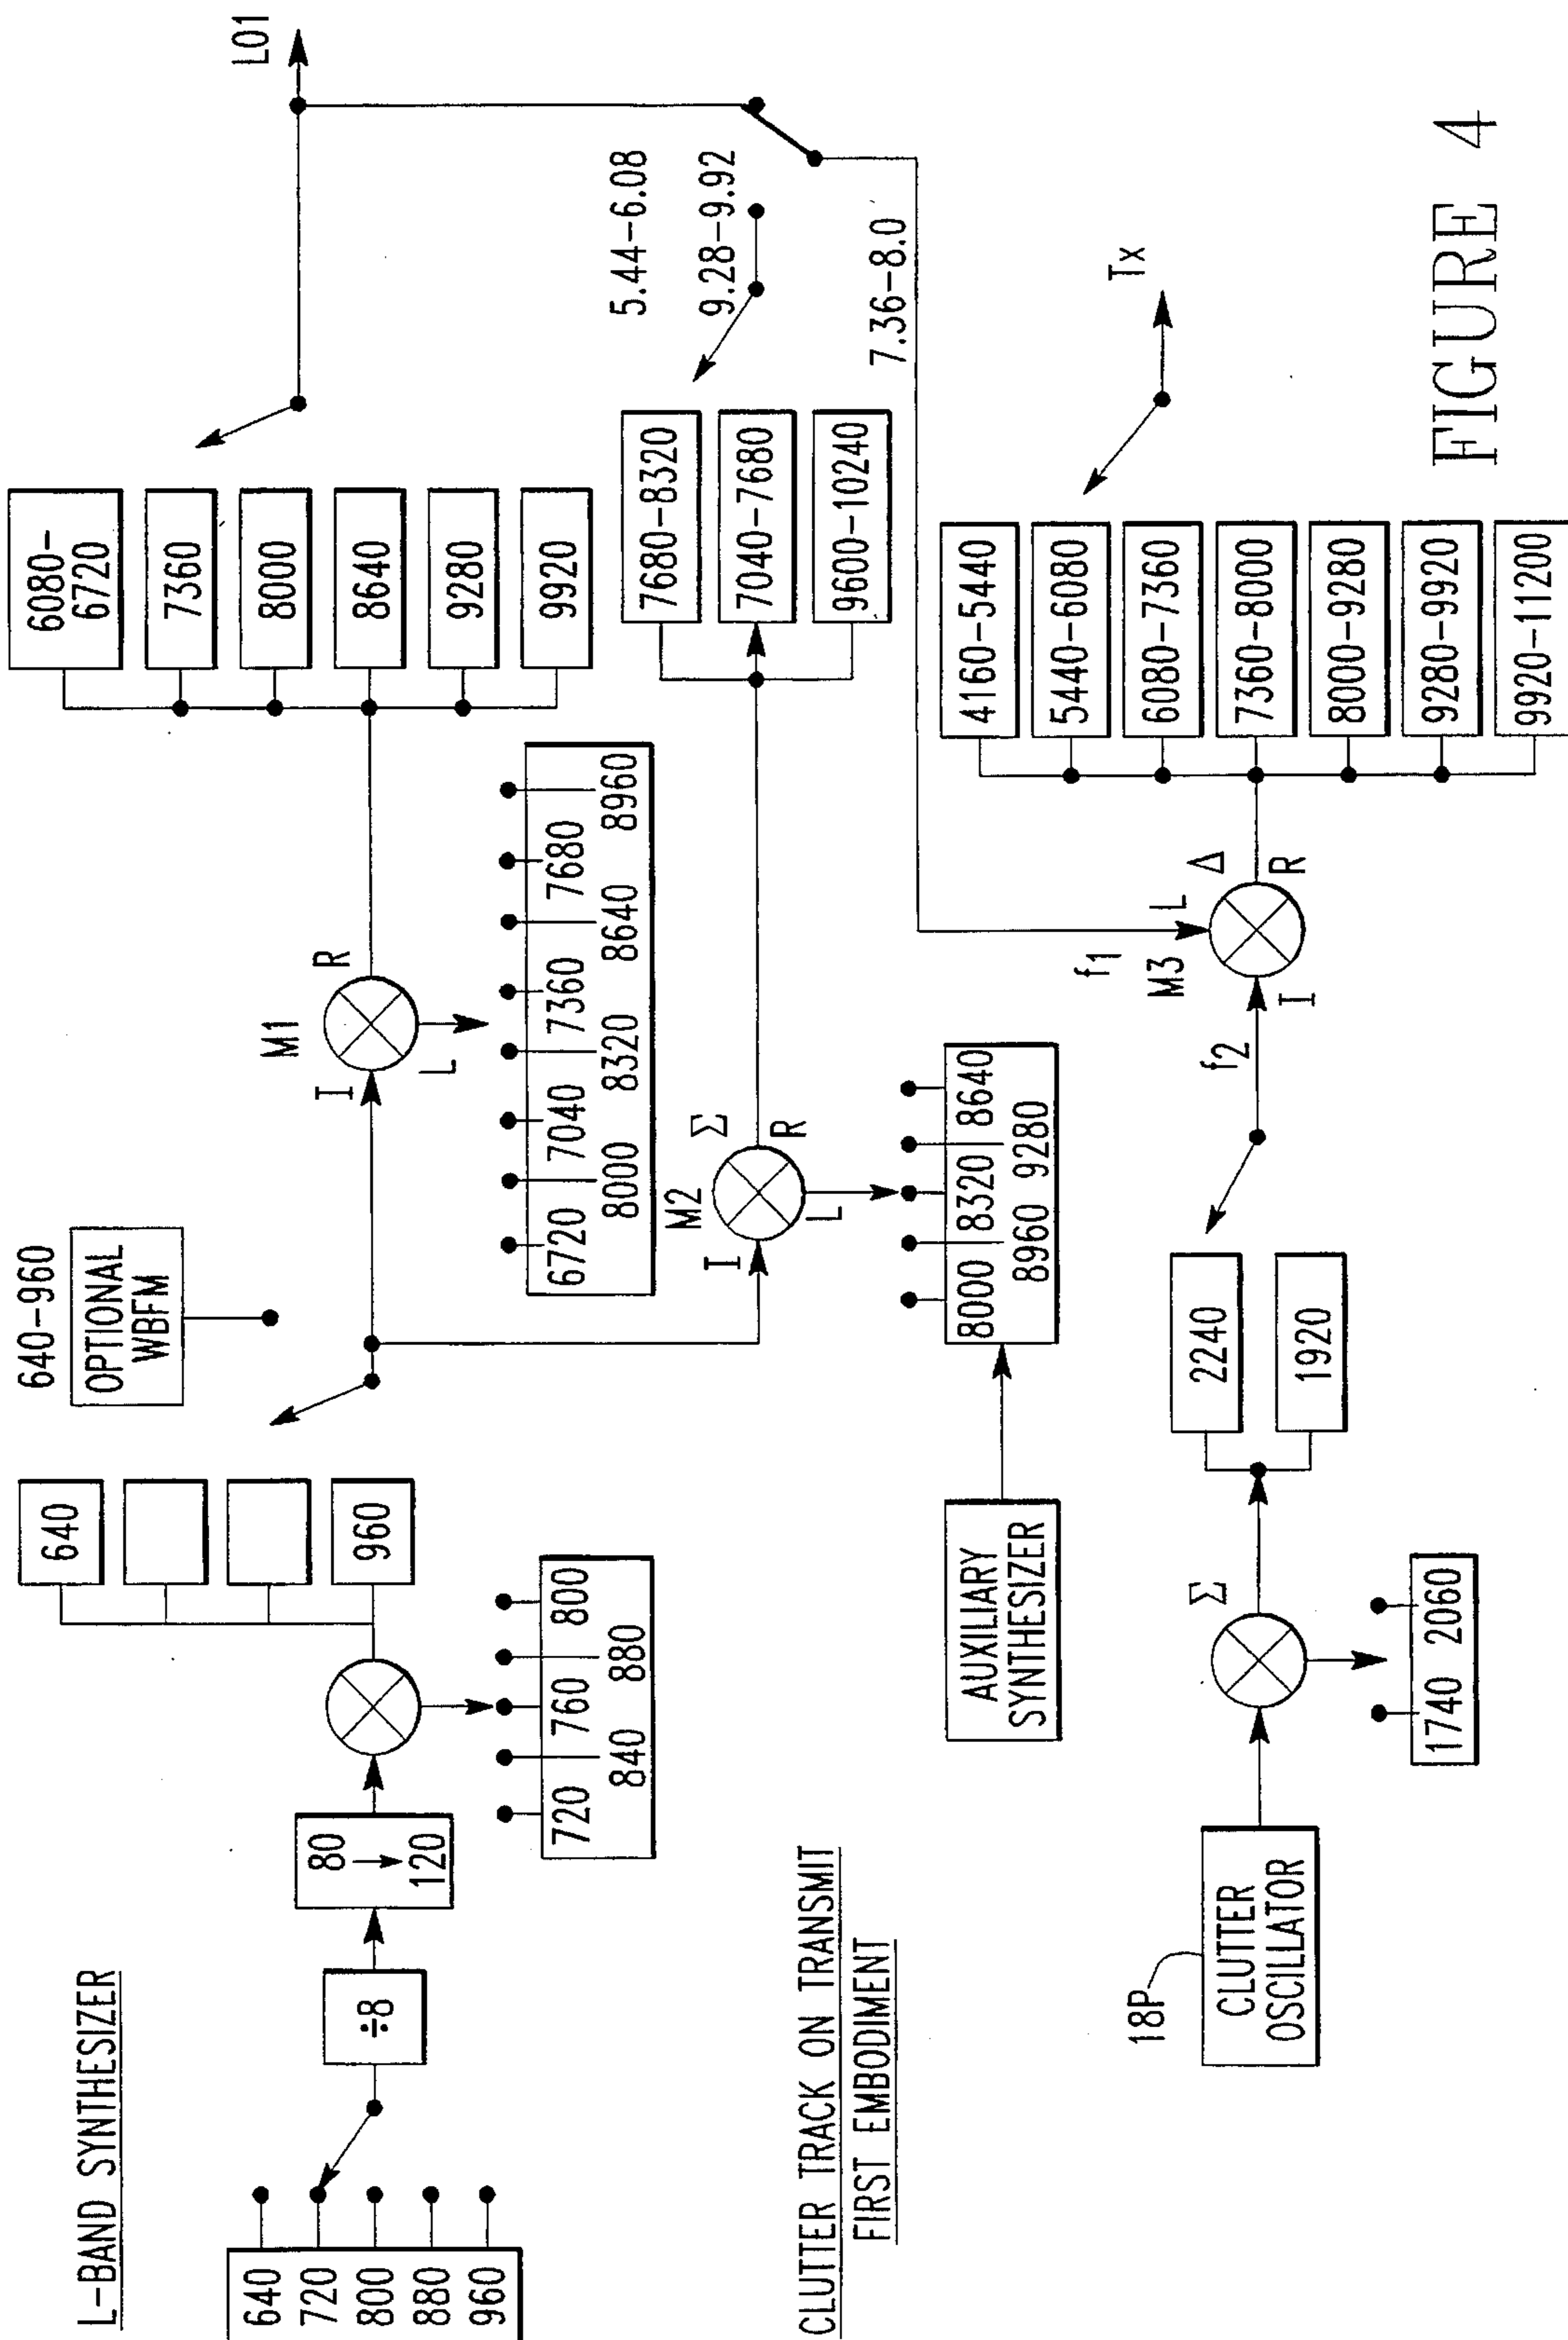 L-BAND SYNTHESIZER
640
720
800
880
960
÷8
80
120
720 760 800
840 880
640
960
640-960
OPTIONAL
WBFM
I
M1
R
L
6720 7040 7360 7680
8000 8320 8640 8960
6080-
6720
7360
8000
8640
9280
9920
LO1
I
M2
Σ
R
L
8000 8320 8640
8960 9280
AUXILIARY
SYNTHESIZER
7680-8320
7040-7680
9600-10240
5.44-6.08
9.28-9.92
7.36-8.0
CLUTTER TRACK ON TRANSMIT
FIRST EMBODIMENT
18P
CLUTTER
OSCILLATOR
Σ
1740 2060
2240
1920
f2
f1
M3
L
Δ
I
R
4160-5440
5440-6080
6080-7360
7360-8000
8000-9280
9280-9920
9920-11200
Tx
FIGURE 4